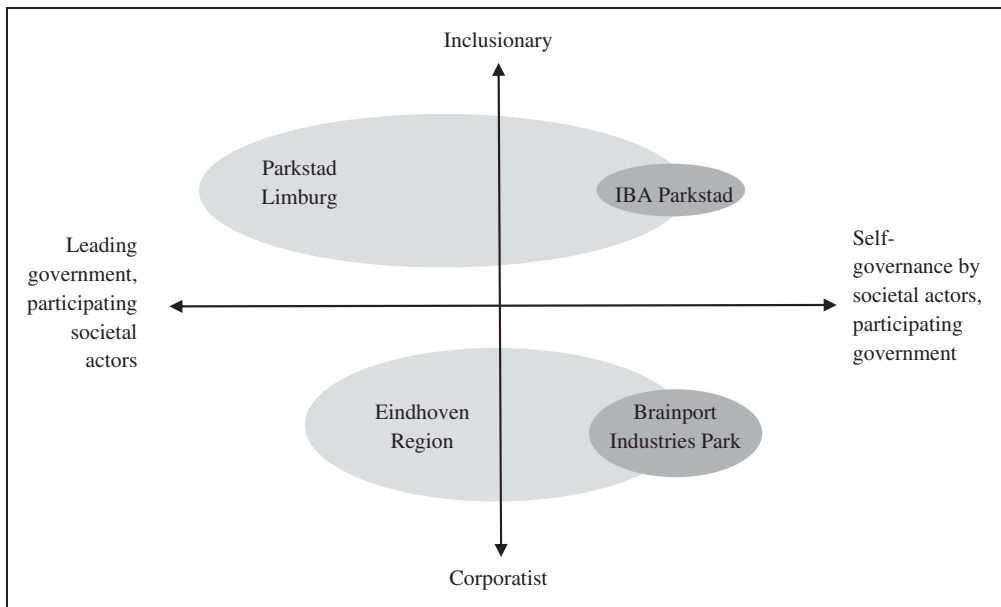 Inclusionary
Parkstad
Limburg
IBA Parkstad
Leading
government,
participating
societal
actors
Self-
governance by
societal actors,
participating
government
Eindhoven
Region
Brainport
Industries Park
Corporatist